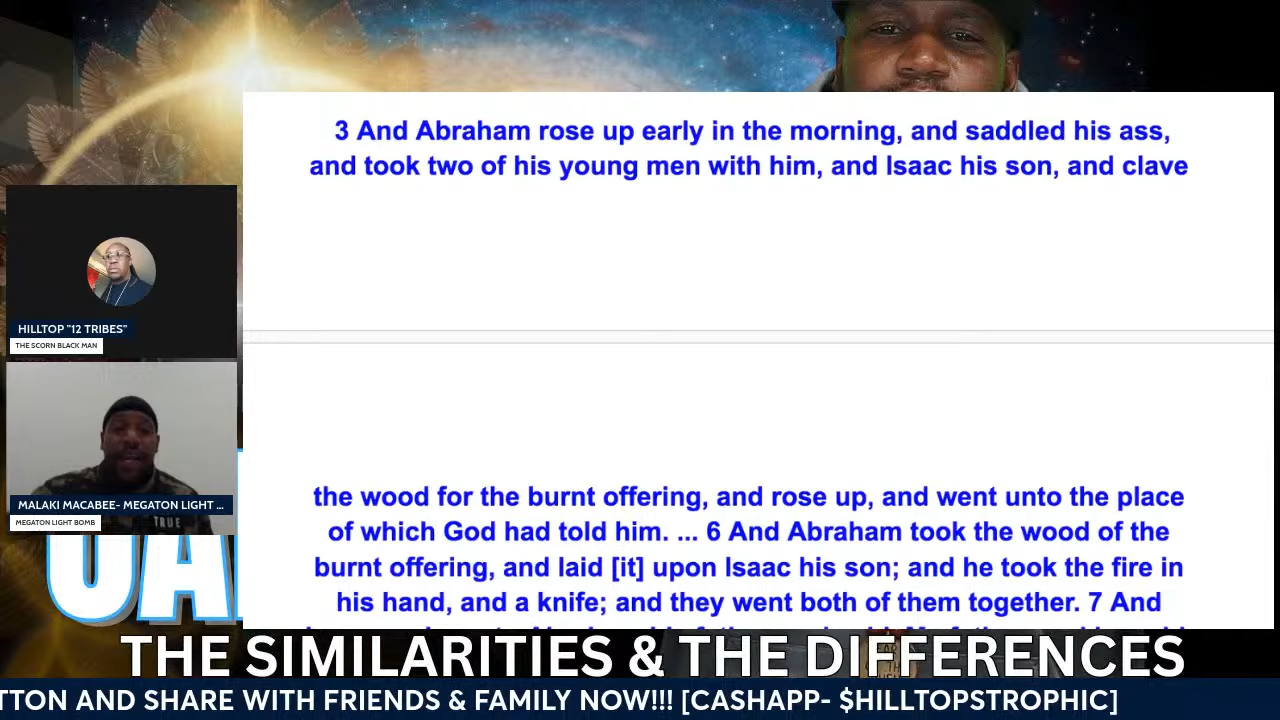 3 And Abraham rose up early in the morning, and saddled his ass,
and took two of his young men with him, and Isaac his son, and clave
the wood for the burnt offering, and rose up, and went unto the place
of which God had told him. ... 6 And Abraham took the wood of the
burnt offering, and laid [it] upon Isaac his son; and he took the fire in
his hand, and a knife; and they went both of them together. 7 And
HILLTOP "12 TRIBES"
THE SCORN BLACK MAN
MALAKI MACABEE- MEGATON LIGHT ...
MEGATON LIGHT BOMB
TRUE
THE SIMILARITIES & THE DIFFERENCES
TTON AND SHARE WITH FRIENDS & FAMILY NOW!!! [CASHAPP- $HILLTOPSTROPHIC]